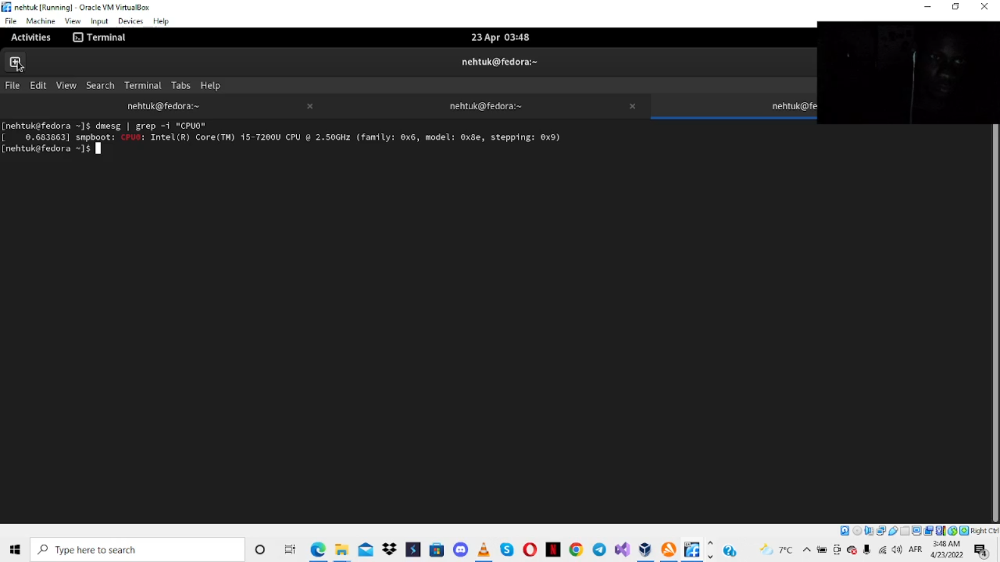 nehtuk [Running] - Oracle VM VirtualBox
File Machine View Input Devices Help
Activities Terminal 23 Apr 03:48
nehtuk@fedora:~
File Edit View Search Terminal Tabs Help
nehtuk@fedora:~ × nehtuk@fedora:~ × nehtuk@fe
[nehtuk@fedora ~]$ dmesg | grep -i "CPU0"
[    0.683863] smpboot: CPU0: Intel(R) Core(TM) i5-7200U CPU @ 2.50GHz (family: 0x6, model: 0x8e, stepping: 0x9)
[nehtuk@fedora ~]$
Right Ctrl
Type here to search 7°C AFR 3:48 AM
4/23/2022 4